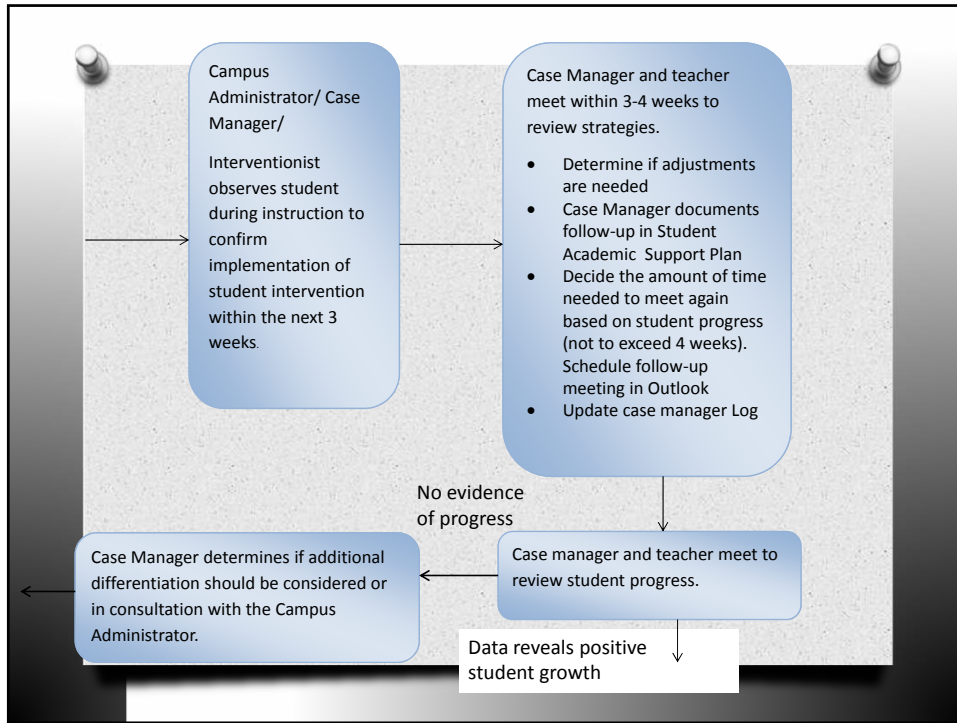 Campus
Administrator/ Case
Manager/
Interventionist
observes student
during instruction to
confirm
implementation of
student intervention
within the next 3
weeks.
Case Manager and teacher
meet within 3-4 weeks to
review strategies.
• Determine if adjustments
are needed
• Case Manager documents
follow-up in Student
Academic Support Plan
• Decide the amount of time
needed to meet again
based on student progress
(not to exceed 4 weeks).
Schedule follow-up
meeting in Outlook
• Update case manager Log
Case manager and teacher meet to
review student progress.
No evidence
of progress
Case Manager determines if additional
differentiation should be considered or
in consultation with the Campus
Administrator.
Data reveals positive
student growth